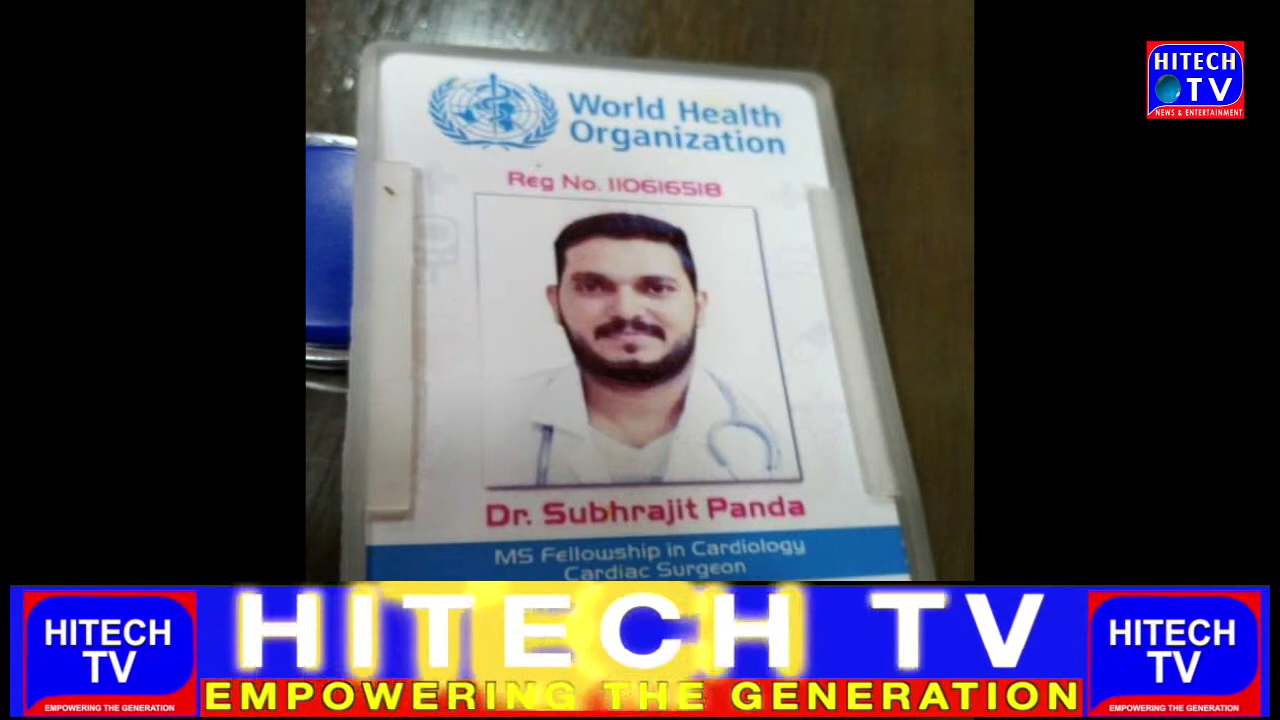 World Health
Organization
Reg No. 110616518
Dr. Subhrajit Panda
MS Fellowship in Cardiology
Cardiac Surgeon
HITECH
TV
NEWS & ENTERTAINMENT
HITECH
TV
EMPOWERING THE GENERATION
HITECH TV
EMPOWERING THE GENERATION
HITECH
TV
EMPOWERING THE GENERATION